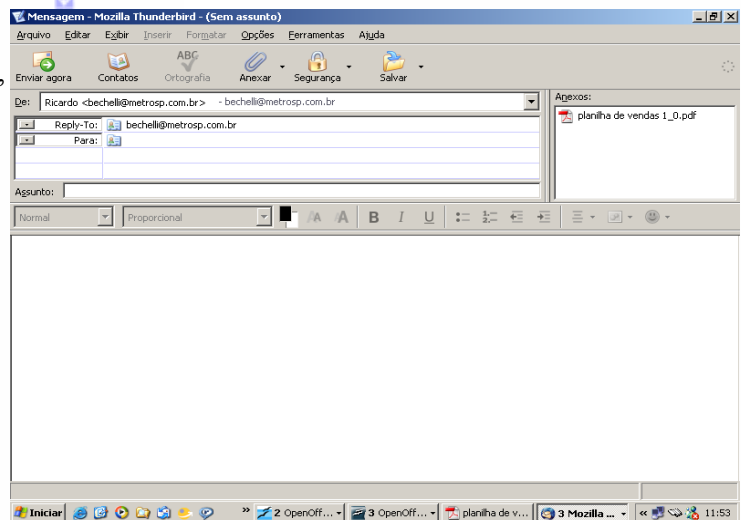 Mensagem - Mozilla Thunderbird - (Sem assunto)
Arquivo Editar Exibir Inserir Formatar Opções Ferramentas Ajuda
ABC
Enviar agora Contatos Ortografia Anexar Segurança Salvar
De: Ricardo <bechelli@metrosp.com.br> - bechelli@metrosp.com.br
Anexos:
planilha de vendas 1_0.pdf
Reply-To: bechelli@metrosp.com.br
Para:
Assunto:
Normal Proporcional A A A B I U
Iniciar » 2 OpenOff... 3 OpenOff... planilha de v... 3 Mozilla ... « 11:53